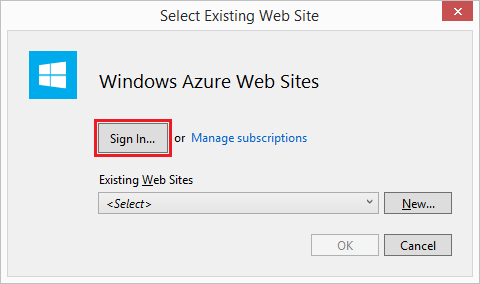 Select Existing Web Site
Windows Azure Web Sites
Sign In... or Manage subscriptions
Existing Web Sites
<Select> New...
OK Cancel